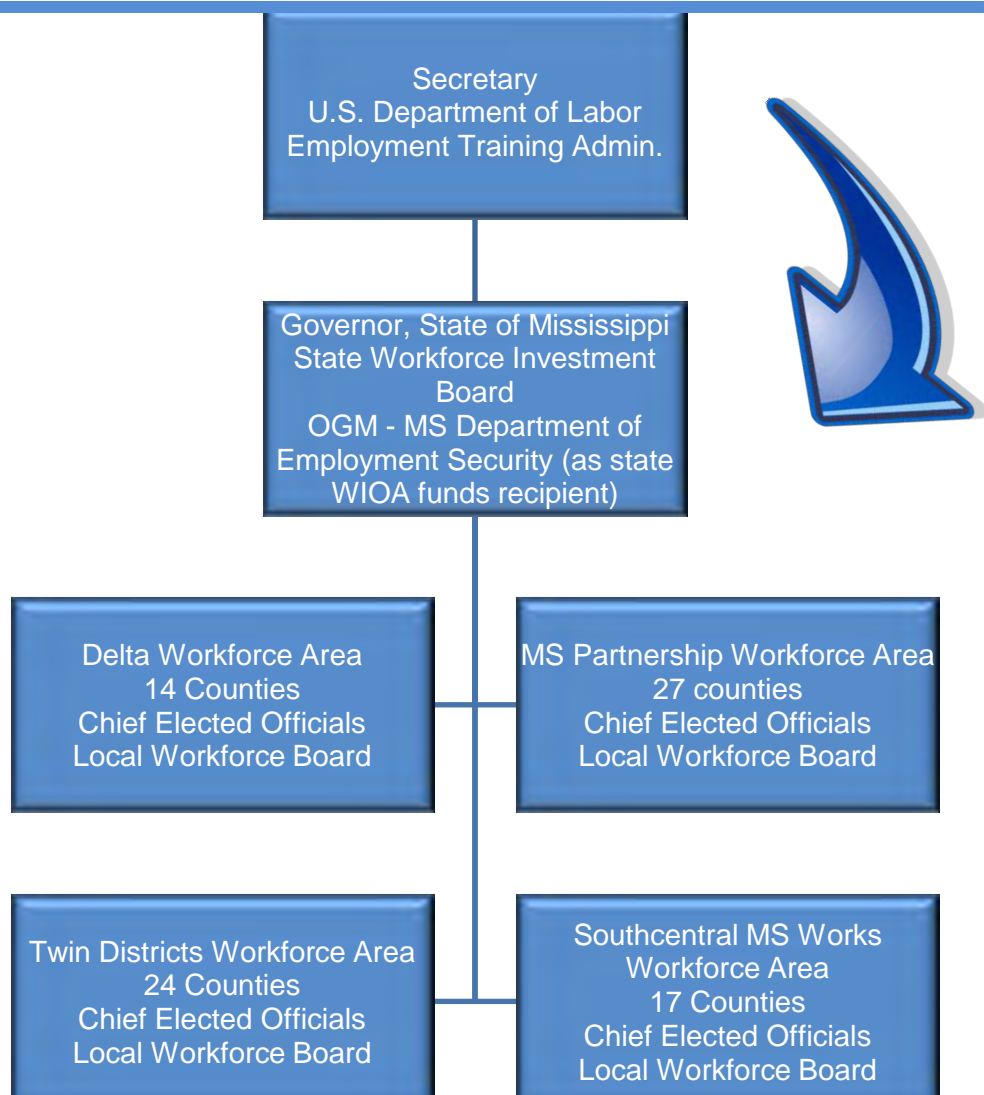 Secretary
U.S. Department of Labor
Employment Training Admin.
Governor, State of Mississippi
State Workforce Investment
Board
OGM - MS Department of
Employment Security (as state
WIOA funds recipient)
Delta Workforce Area
14 Counties
Chief Elected Officials
Local Workforce Board
MS Partnership Workforce Area
27 counties
Chief Elected Officials
Local Workforce Board
Twin Districts Workforce Area
24 Counties
Chief Elected Officials
Local Workforce Board
Southcentral MS Works
Workforce Area
17 Counties
Chief Elected Officials
Local Workforce Board